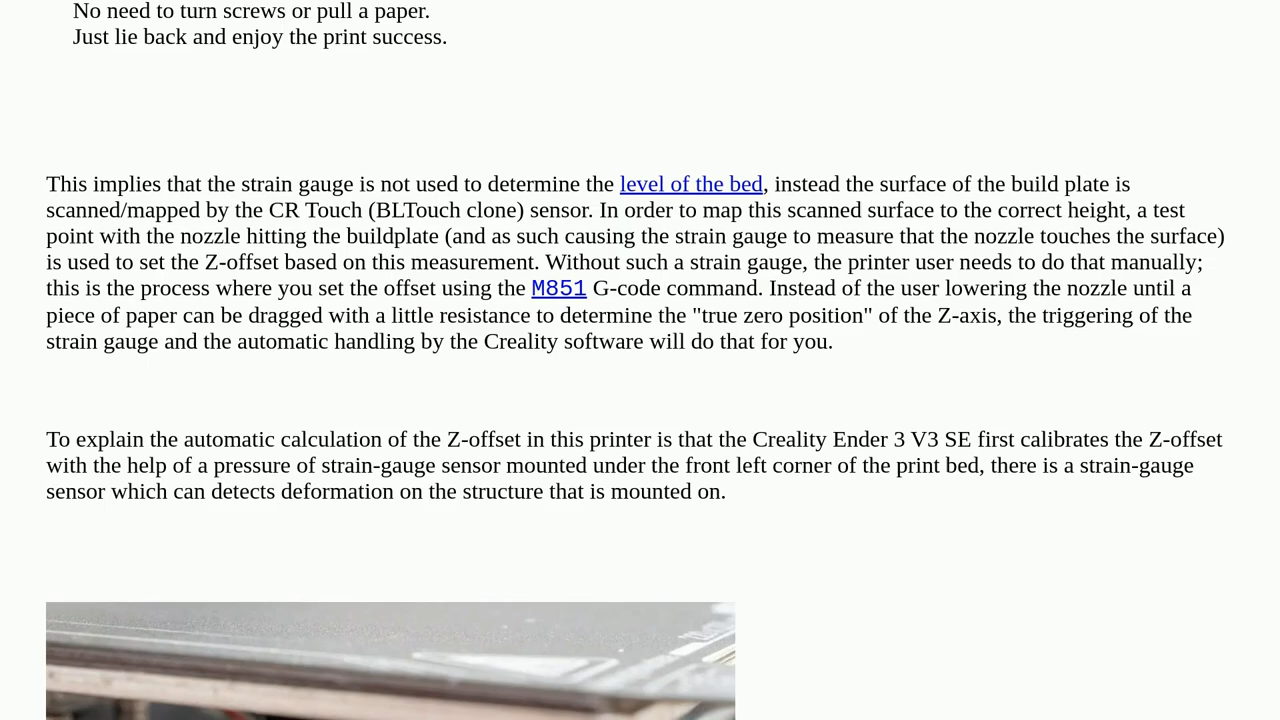 No need to turn screws or pull a paper.
Just lie back and enjoy the print success.
This implies that the strain gauge is not used to determine the level of the bed, instead the surface of the build plate is
scanned/mapped by the CR Touch (BLTouch clone) sensor. In order to map this scanned surface to the correct height, a test
point with the nozzle hitting the buildplate (and as such causing the strain gauge to measure that the nozzle touches the surface)
is used to set the Z-offset based on this measurement. Without such a strain gauge, the printer user needs to do that manually;
this is the process where you set the offset using the M851 G-code command. Instead of the user lowering the nozzle until a
piece of paper can be dragged with a little resistance to determine the "true zero position" of the Z-axis, the triggering of the
strain gauge and the automatic handling by the Creality software will do that for you.
To explain the automatic calculation of the Z-offset in this printer is that the Creality Ender 3 V3 SE first calibrates the Z-offset
with the help of a pressure of strain-gauge sensor mounted under the front left corner of the print bed, there is a strain-gauge
sensor which can detects deformation on the structure that is mounted on.